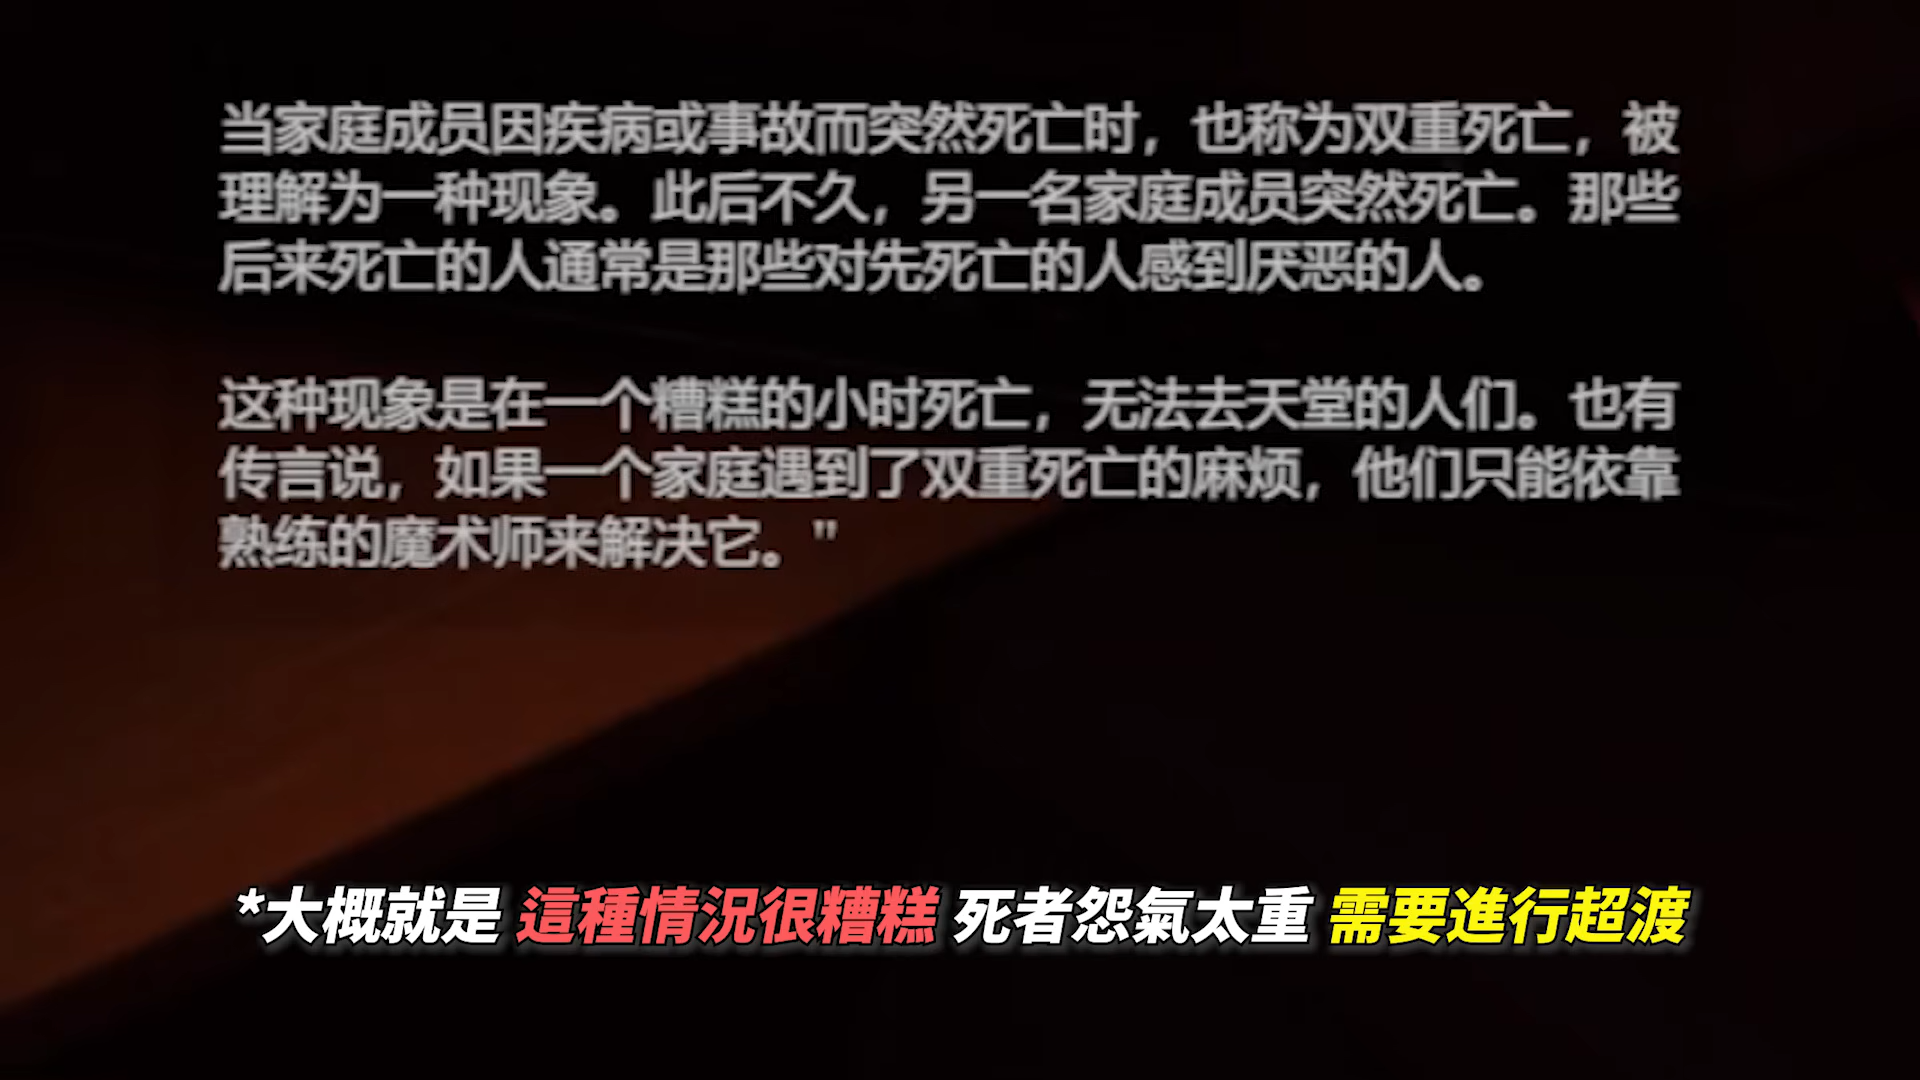 当家庭成员因疾病或事故而突然死亡时，也称为双重死亡，被
理解为一种现象。此后不久，另一名家庭成员突然死亡。那些
后来死亡的人通常是那些对先死亡的人感到厌恶的人。
这种现象是在一个糟糕的小时死亡，无法去天堂的人们。也有
传言说，如果一个家庭遇到了双重死亡的麻烦，他们只能依靠
熟练的魔术师来解决它。"
*大概就是 這種情況很糟糕 死者怨氣太重 需要進行超渡